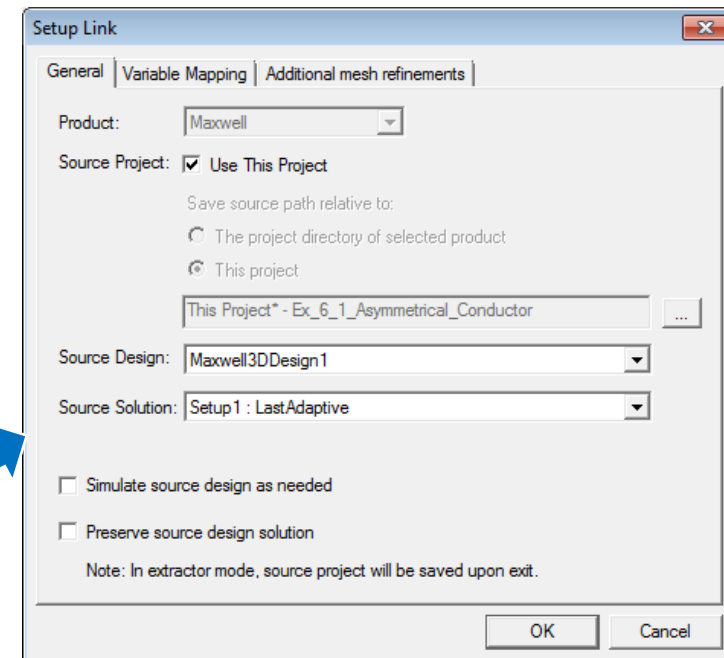 Setup Link
General Variable Mapping Additional mesh refinements
Product: Maxwell
Source Project: Use This Project
Save source path relative to:
The project directory of selected product
This project
This Project* - Ex_6_1_Asymmetrical_Conductor ...
Source Design: Maxwell3DDesign1
Source Solution: Setup1 : LastAdaptive
Simulate source design as needed
Preserve source design solution
Note: In extractor mode, source project will be saved upon exit.
OK Cancel